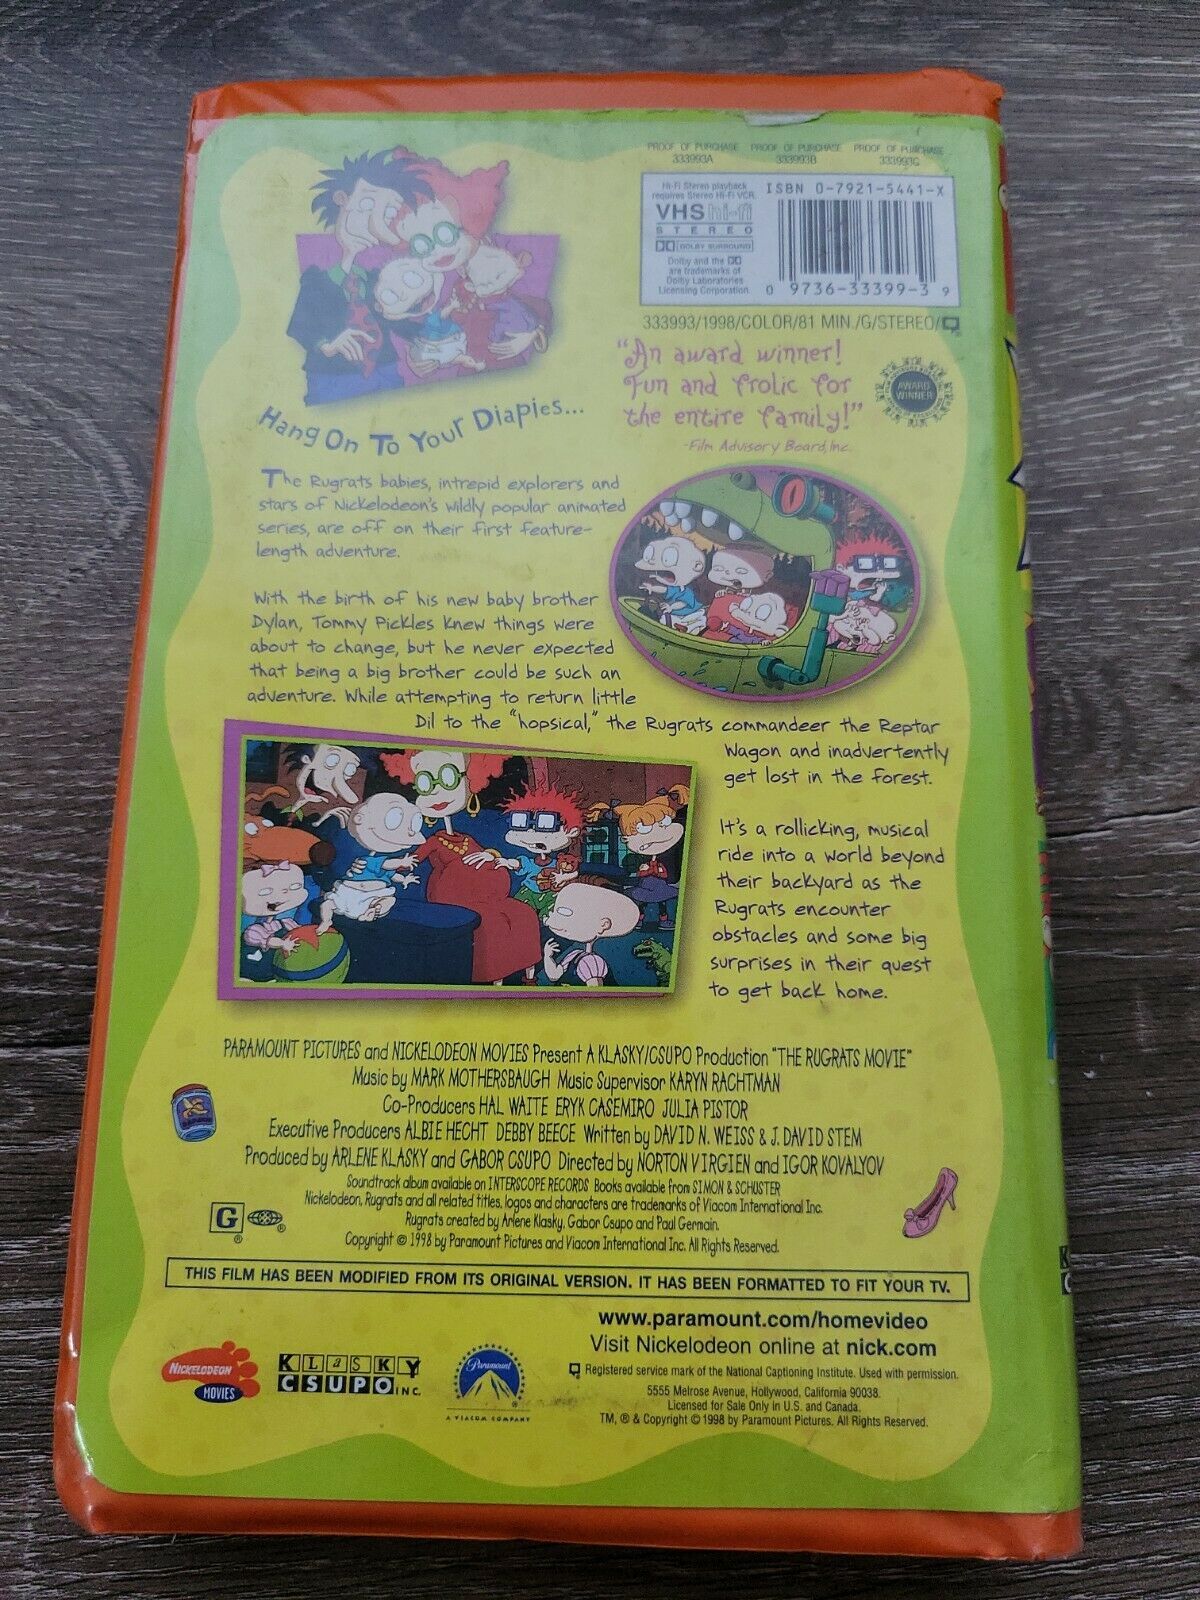 PROOF OF PURCHASE PROOF OF PURCHASE PROOF OF PURCHASE
333993A 333993B 333993C
Hi-Fi Stereo playback
requires Stereo Hi-Fi VCR.
VHS hi-fi
STEREO
DOLBY SURROUND
Dolby and the
are trademarks of
Dolby Laboratories
Licensing Corporation.
ISBN 0-7921-5441-X
0 9736-33399-3 9
333993/1998/COLOR/81 MIN./G/STEREO/
"An award winner!
Fun and frolic for
the entire family!"
-Film Advisory Board, Inc.
AWARD
WINNER
Hang On To Your Diapies...
The Rugrats babies, intrepid explorers and
stars of Nickelodeon's wildly popular animated
series, are off on their first feature-
length adventure.
With the birth of his new baby brother
Dylan, Tommy Pickles knew things were
about to change, but he never expected
that being a big brother could be such an
adventure. While attempting to return little
Dil to the "hopsical," the Rugrats commandeer the Reptar
Wagon and inadvertently
get lost in the forest.
It's a rollicking, musical
ride into a world beyond
their backyard as the
Rugrats encounter
obstacles and some big
surprises in their quest
to get back home.
PARAMOUNT PICTURES and NICKELODEON MOVIES Present A KLASKY/CSUPO Production "THE RUGRATS MOVIE"
Music by MARK MOTHERSBAUGH Music Supervisor KARYN RACHTMAN
Co-Producers HAL WAITE ERYK CASEMIRO JULIA PISTOR
Executive Producers ALBIE HECHT DEBBY BEECE Written by DAVID N. WEISS & J. DAVID STEM
Produced by ARLENE KLASKY and GABOR CSUPO Directed by NORTON VIRGIEN and IGOR KOVALYOV
Soundtrack album available on INTERSCOPE RECORDS Books available from SIMON & SCHUSTER
Nickelodeon, Rugrats and all related titles, logos and characters are trademarks of Viacom International Inc.
Rugrats created by Arlene Klasky, Gabor Csupo and Paul Germain.
Copyright © 1998 by Paramount Pictures and Viacom International Inc. All Rights Reserved.
G ® ®
THIS FILM HAS BEEN MODIFIED FROM ITS ORIGINAL VERSION. IT HAS BEEN FORMATTED TO FIT YOUR TV.
www.paramount.com/homevideo
Visit Nickelodeon online at nick.com
Registered service mark of the National Captioning Institute. Used with permission.
5555 Melrose Avenue, Hollywood, California 90038.
Licensed for Sale Only in U.S. and Canada.
TM, ® & Copyright © 1998 by Paramount Pictures. All Rights Reserved.
NICKELODEON
MOVIES
KLaSKY
CSUPO INC.
Paramount
A VIACOM COMPANY